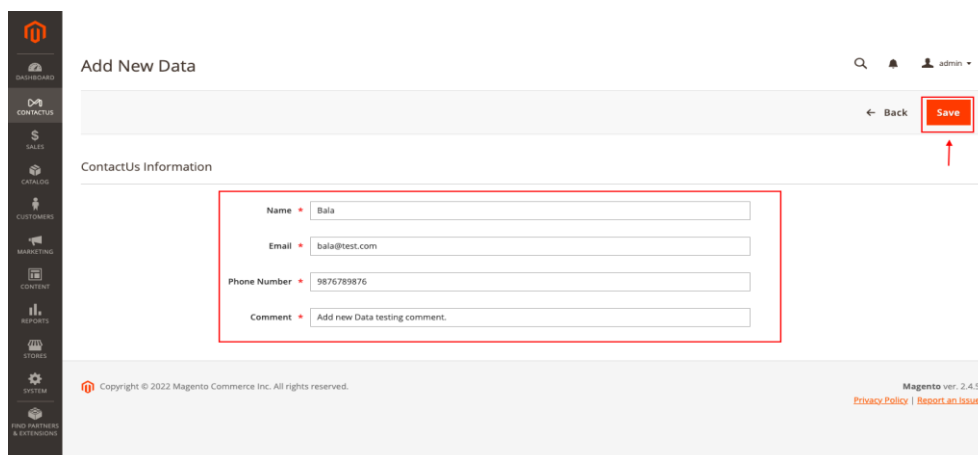 DASHBOARD
CONTACTUS
SALES
CATALOG
CUSTOMERS
MARKETING
CONTENT
REPORTS
STORES
SYSTEM
FIND PARTNERS
& EXTENSIONS
Add New Data
admin
Back
Save
ContactUs Information
Name * Bala
Email * bala@test.com
Phone Number * 9876789876
Comment * Add new Data testing comment.
Copyright © 2022 Magento Commerce Inc. All rights reserved.
Magento ver. 2.4.5
Privacy Policy | Report an Issue